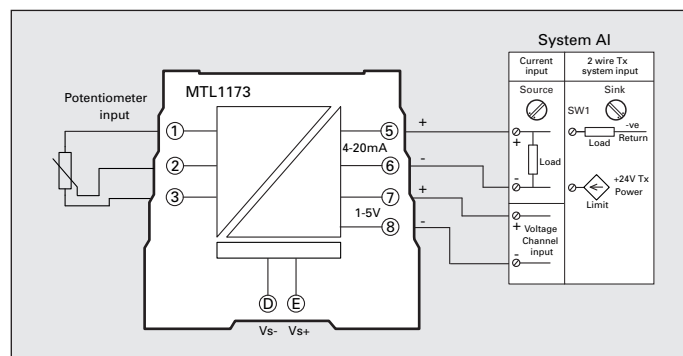 System AI
Current
input
2 wire Tx
system input
Source
Sink
SW1
-ve
Return
Load
+
Load
-
+24V Tx
Power
Limit
+
Voltage
Channel
input
-
Potentiometer
input
MTL1173
1
2
3
5
+
4-20mA
6
-
7
+
1-5V
8
-
D
E
Vs-
Vs+